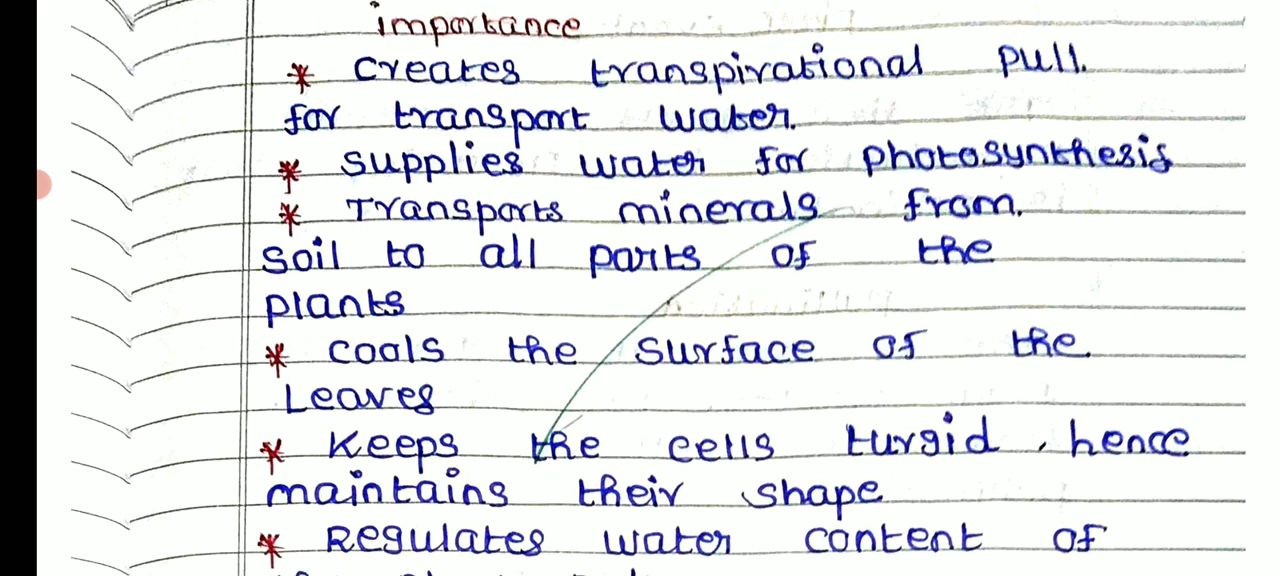 importance
* creates transpirational pull.
for transport water.
* supplies water for photosynthesis
* Transports minerals from.
soil to all parts of the
plants
* cools the surface of the.
Leaves
* Keeps the cells turgid, hence
maintains their shape
* Regulates water content of